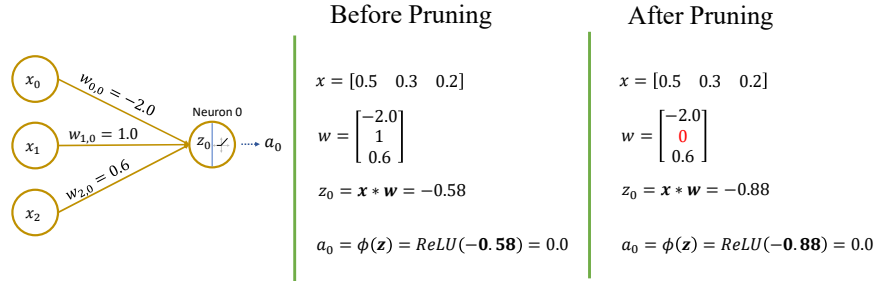 Before Pruning
After Pruning
x₀
x₁
x₂
w₀,₀ = −2.0
w₁,₀ = 1.0
w₂,₀ = 0.6
Neuron 0
z₀
a₀
x = [0.5 0.3 0.2]
w = [−2.0
1
0.6]
z₀ = x ∗ w = −0.58
a₀ = ϕ(z) = ReLU(−0.58) = 0.0
x = [0.5 0.3 0.2]
w = [−2.0
0
0.6]
z₀ = x ∗ w = −0.88
a₀ = ϕ(z) = ReLU(−0.88) = 0.0